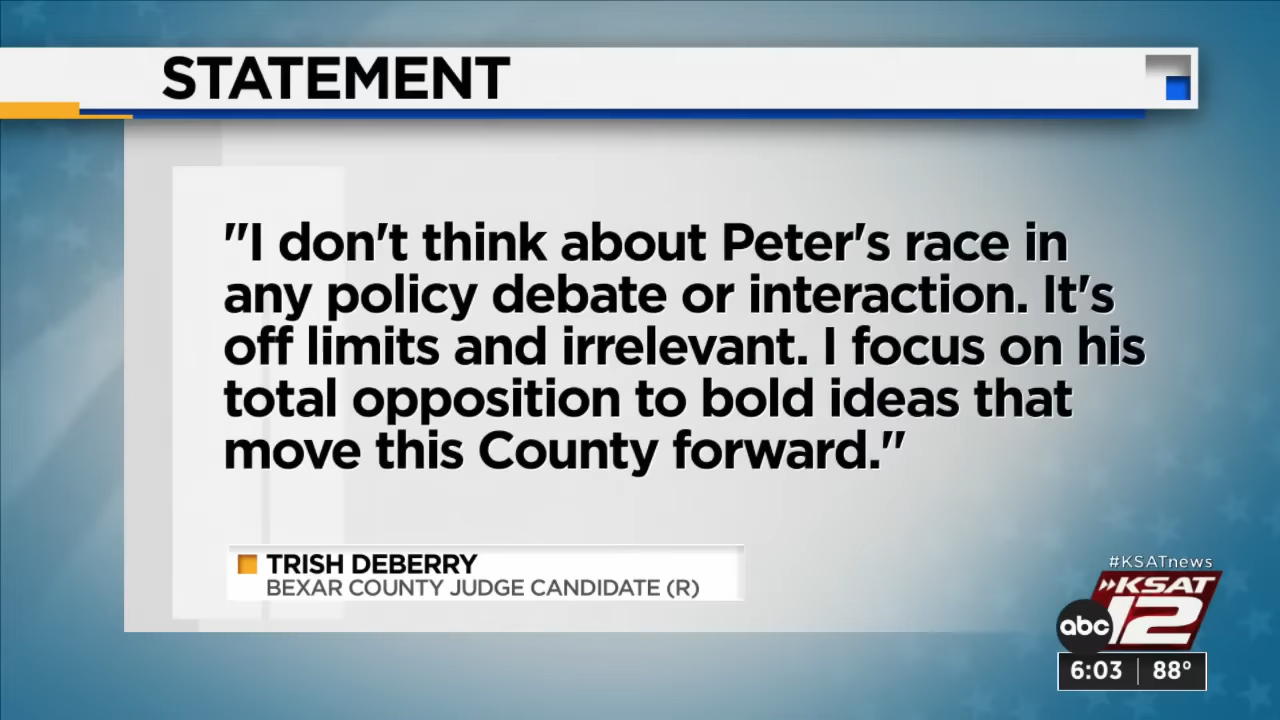 STATEMENT
"I don't think about Peter's race in
any policy debate or interaction. It's
off limits and irrelevant. I focus on his
total opposition to bold ideas that
move this County forward."
TRISH DEBERRY
BEXAR COUNTY JUDGE CANDIDATE (R)
#KSATnews
KSAT
abc 12
6:03 88°